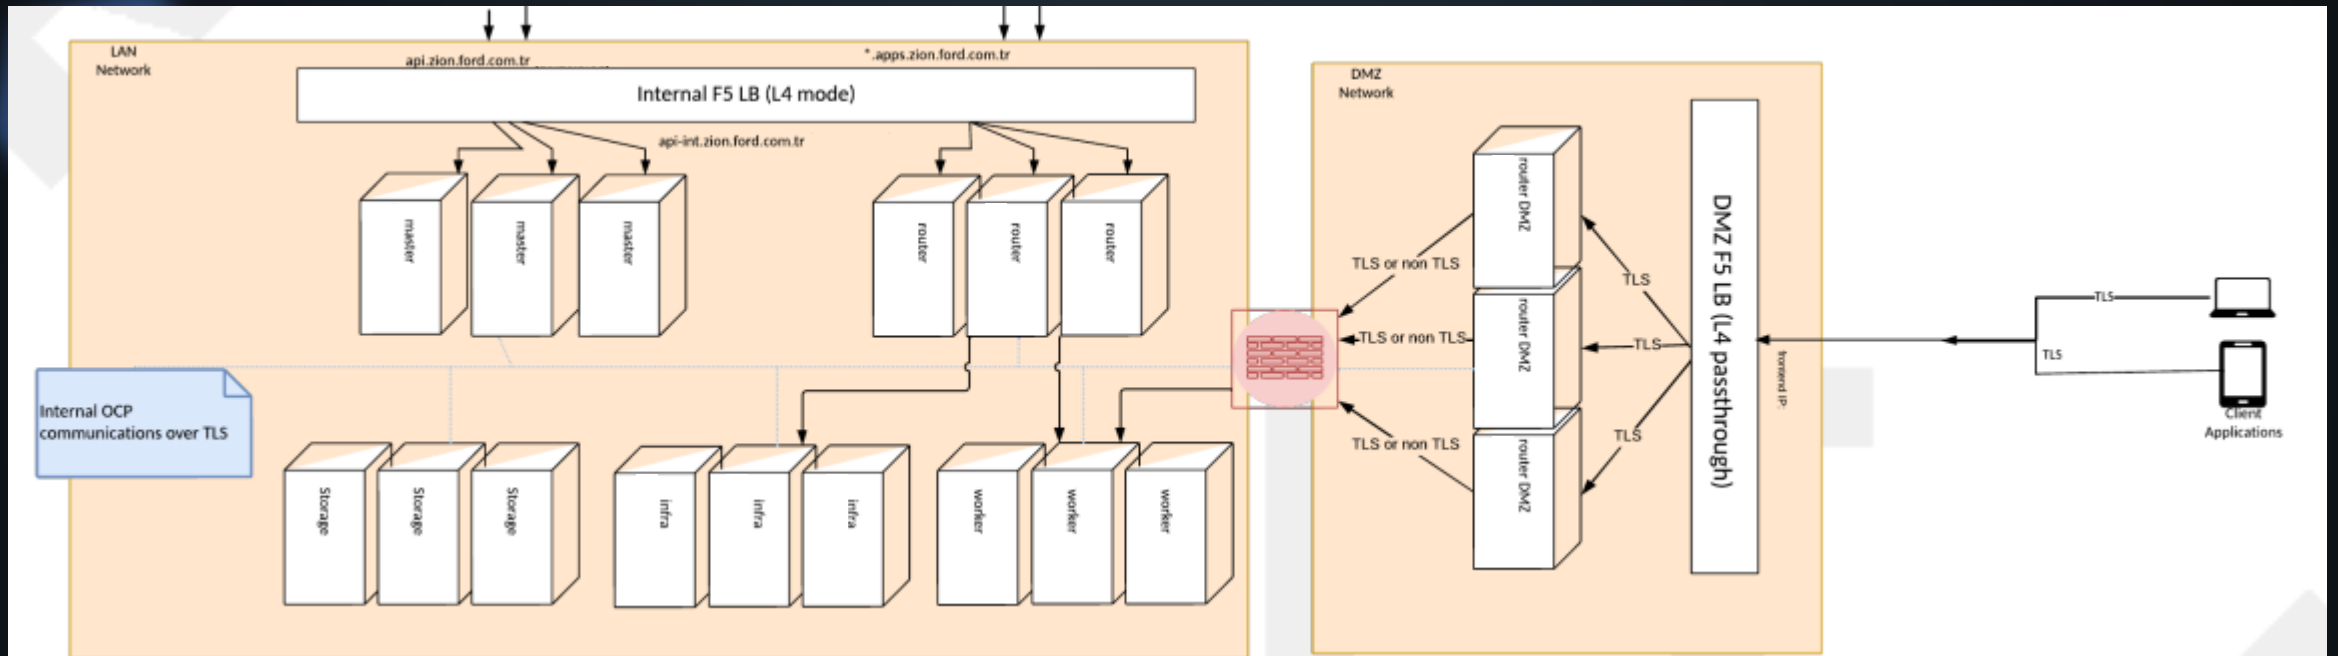 LAN
Network
api.zion.ford.com.tr
*.apps.zion.ford.com.tr
Internal F5 LB (L4 mode)
api-int.zion.ford.com.tr
master
master
master
router
router
router
Internal OCP
communications over TLS
Storage
Storage
Storage
infra
infra
infra
worker
worker
worker
DMZ
Network
router DMZ
router DMZ
router DMZ
TLS or non TLS
TLS or non TLS
TLS or non TLS
TLS
TLS
TLS
DMZ F5 LB (L4 passthrough)
frontend IP:
TLS
TLS
Client
Applications